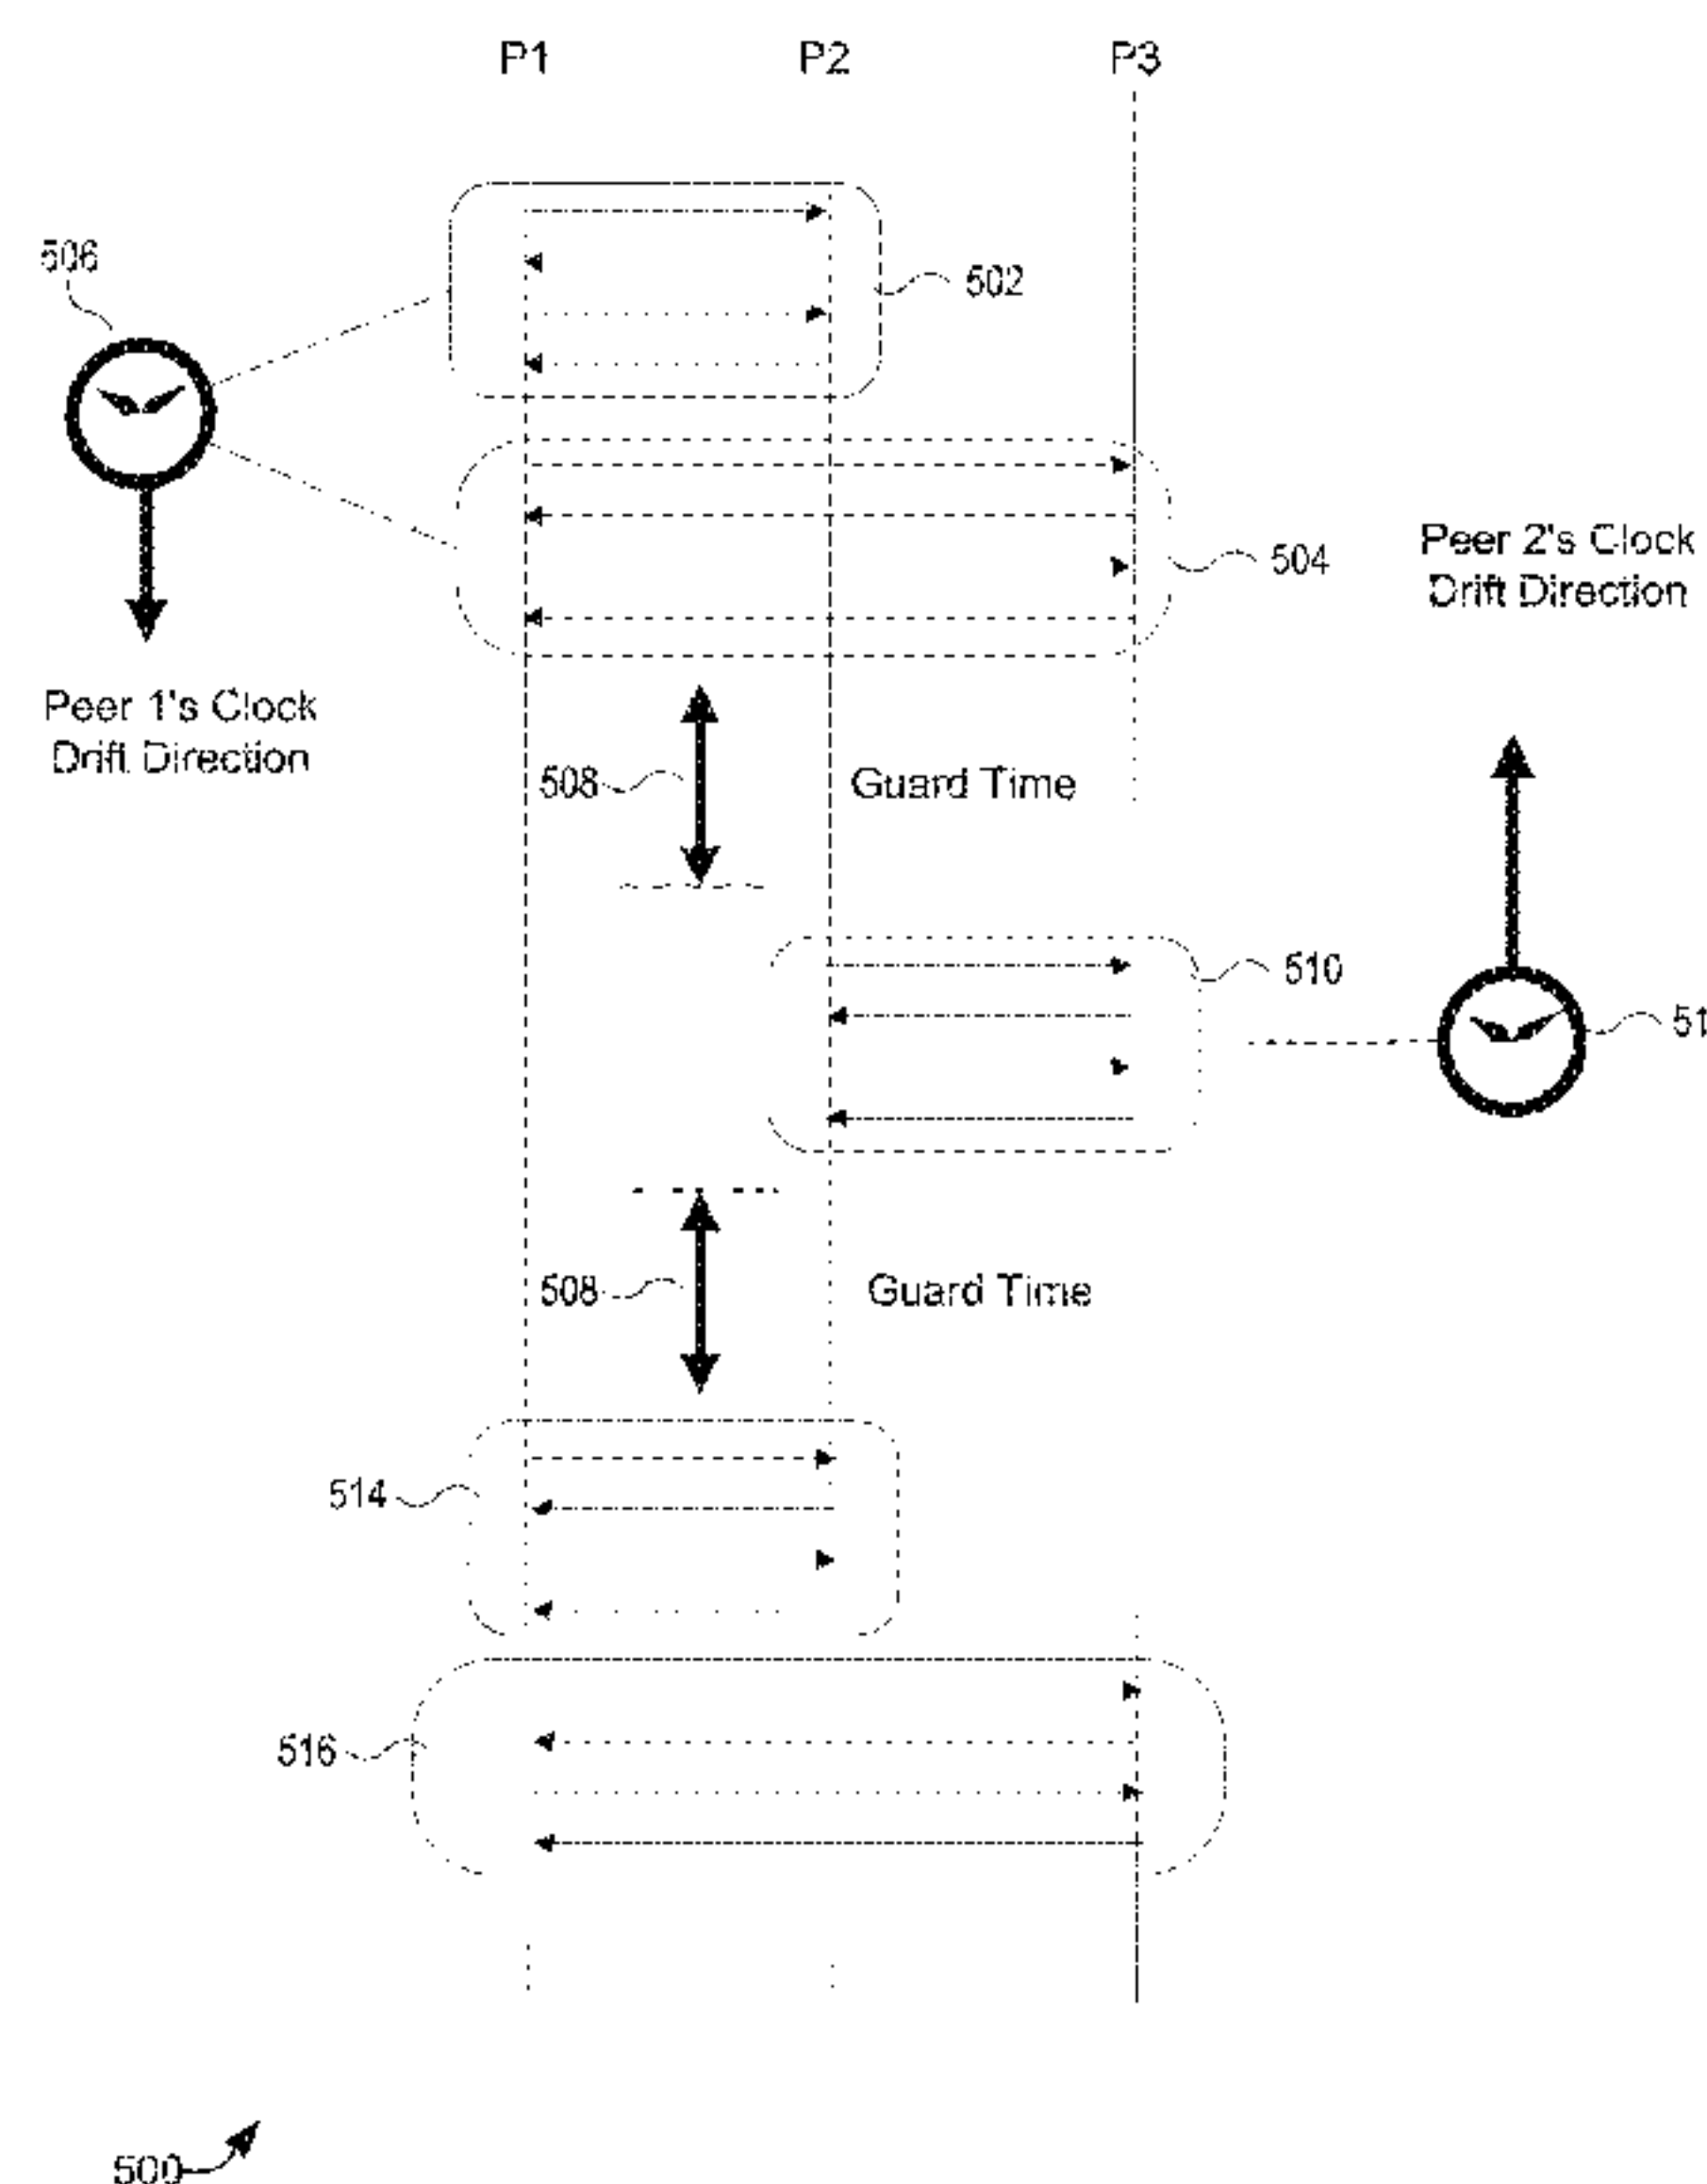 P1 P2 P3
506
502
504
Peer 2's Clock
Drift Direction
Peer 1's Clock
Drift Direction
508 Guard Time
510
51
508 Guard Time
514
516
500